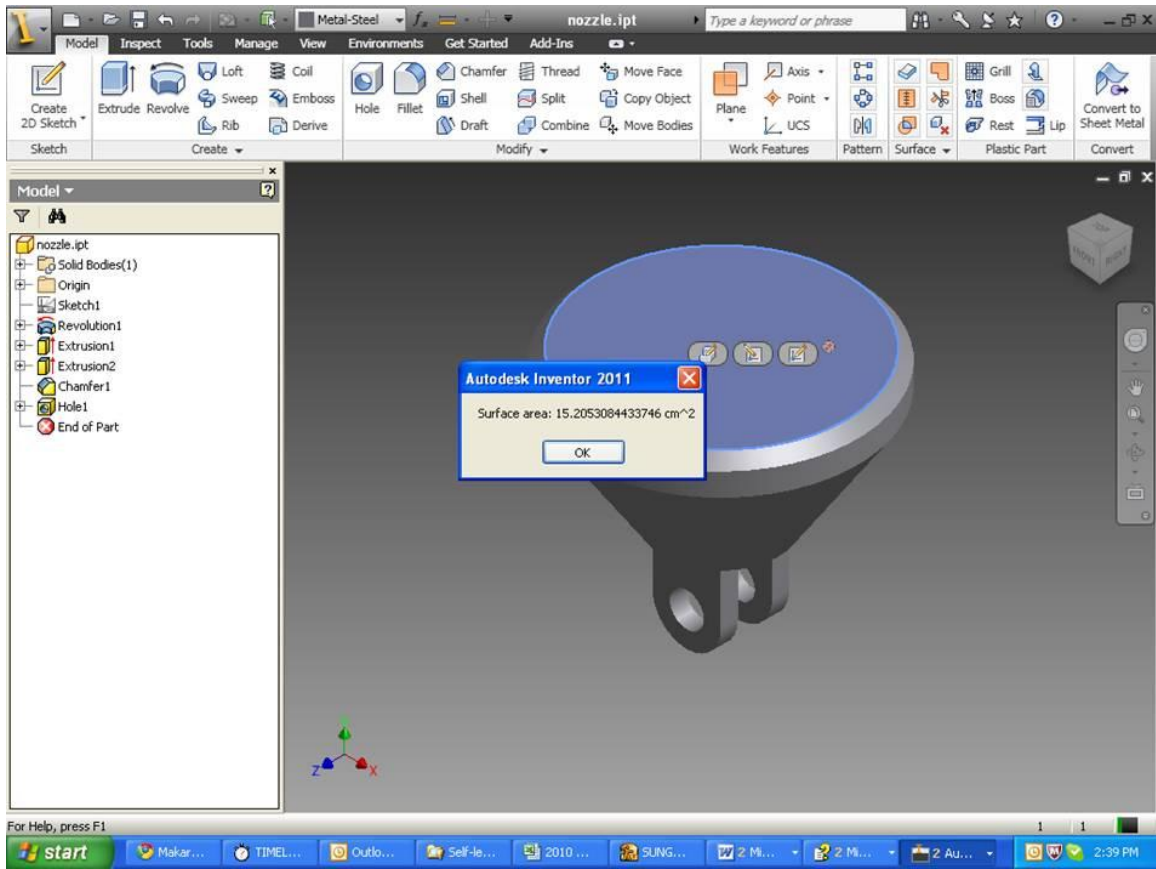 Metal-Steel nozzle.ipt Type a keyword or phrase
Model Inspect Tools Manage View Environments Get Started Add-Ins
Loft Coil Chamfer Thread Move Face Axis Grill
Create 2D Sketch Extrude Revolve Sweep Emboss Hole Fillet Shell Split Copy Object Plane Point Boss Convert to Sheet Metal
Rib Derive Draft Combine Move Bodies UCS Rest Lip
Sketch Create Modify Work Features Pattern Surface Plastic Part Convert
Model
nozzle.ipt
Solid Bodies(1)
Origin
Sketch1
Revolution1
Extrusion1
Extrusion2
Chamfer1
Hole1
End of Part
FRONT RIGHT
Autodesk Inventor 2011
Surface area: 15.2053084433746 cm^2
OK
Z X
For Help, press F1 1 1
start Makar... TIMEL... Outlo... Self-le... 2010 ... SUNG... 2 Mi... 2 Mi... 2 Au... 2:39 PM